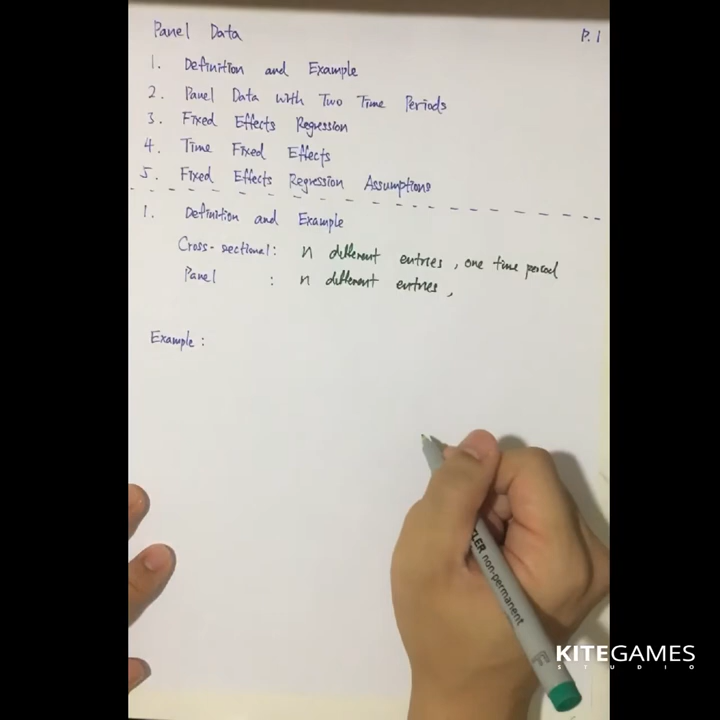 Panel Data
P.1
1. Definition and Example
2. Panel Data with Two Time Periods
3. Fixed Effects Regression
4. Time Fixed Effects
5. Fixed Effects Regression Assumptions
1. Definition and Example
Cross-sectional: n different entries, one time period
Panel : n different entries,
Example:
non-permanent
F
KITEGAMES
STUDIO